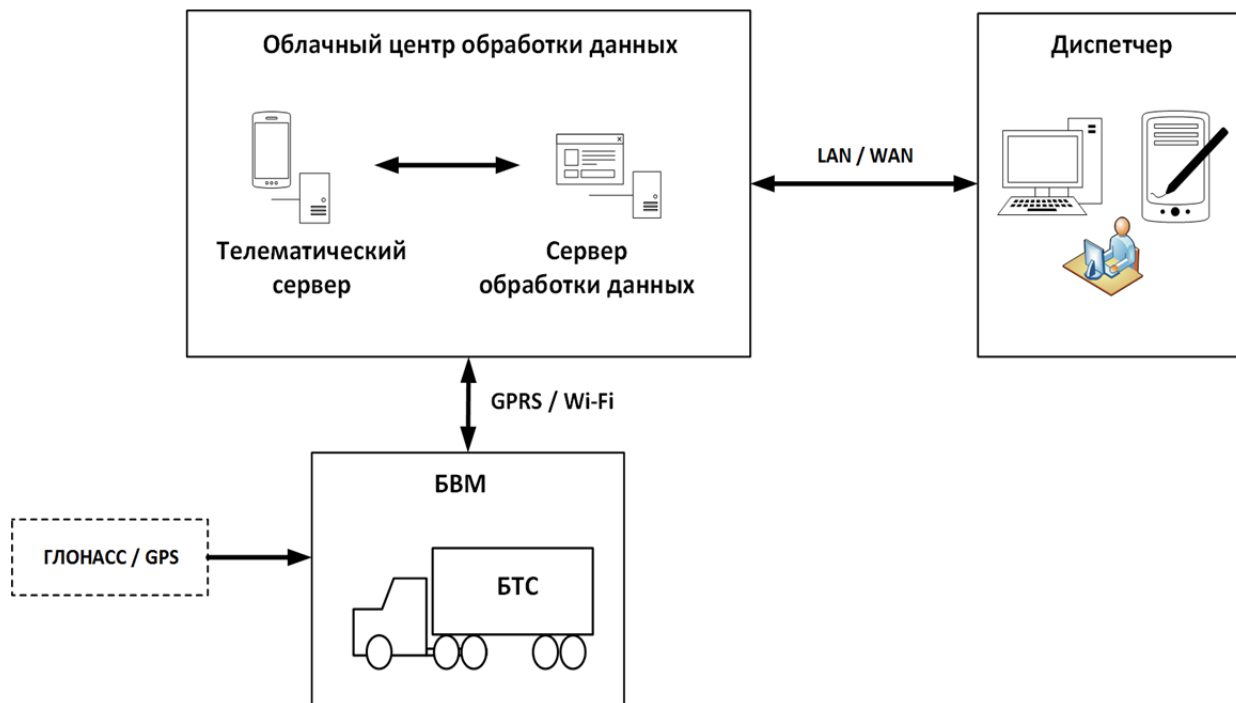 Облачный центр обработки данных
Диспетчер
LAN / WAN
Телематический
сервер
Сервер
обработки данных
GPRS / Wi-Fi
БВМ
ГЛОНАСС / GPS
БТС